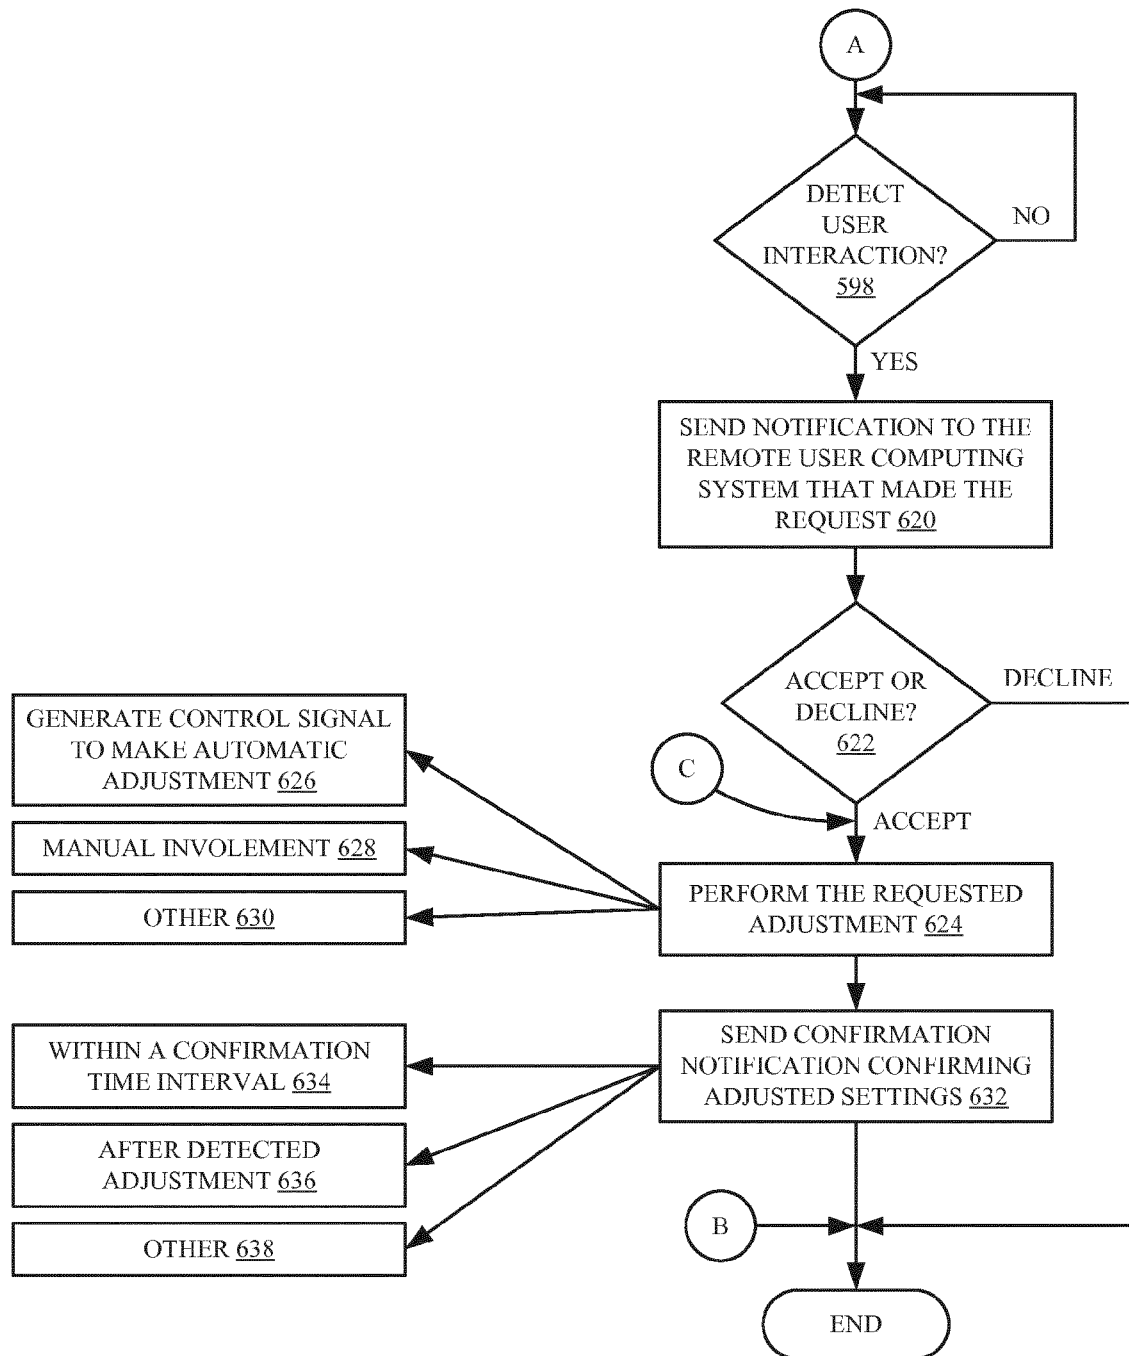 A
DETECT
USER
INTERACTION?
598
NO
YES
SEND NOTIFICATION TO THE
REMOTE USER COMPUTING
SYSTEM THAT MADE THE
REQUEST 620
ACCEPT OR
DECLINE?
622
DECLINE
C
ACCEPT
GENERATE CONTROL SIGNAL
TO MAKE AUTOMATIC
ADJUSTMENT 626
MANUAL INVOLEMENT 628
OTHER 630
PERFORM THE REQUESTED
ADJUSTMENT 624
SEND CONFIRMATION
NOTIFICATION CONFIRMING
ADJUSTED SETTINGS 632
WITHIN A CONFIRMATION
TIME INTERVAL 634
AFTER DETECTED
ADJUSTMENT 636
OTHER 638
B
END